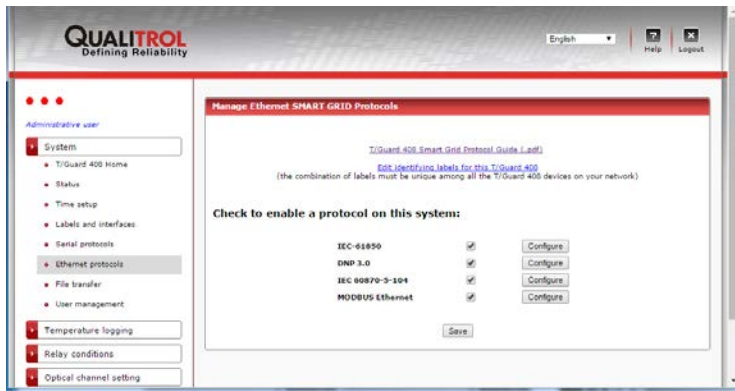 QUALITROL
Defining Reliability
English
Help
Logout
Administrative user
System
T/Guard 408 Home
Status
Time setup
Labels and interfaces
Serial protocols
Ethernet protocols
File transfer
User management
Temperature logging
Relay conditions
Optical channel setting
Manage Ethernet SMART GRID Protocols
T/Guard 408 Smart Grid Protocol Guide (.pdf)
Edit identifying labels for this T/Guard 408
(the combination of labels must be unique among all the T/Guard 408 devices on your network)
Check to enable a protocol on this system:
IEC-61850 Configure
DNP 3.0 Configure
IEC 60870-5-104 Configure
MODBUS Ethernet Configure
Save